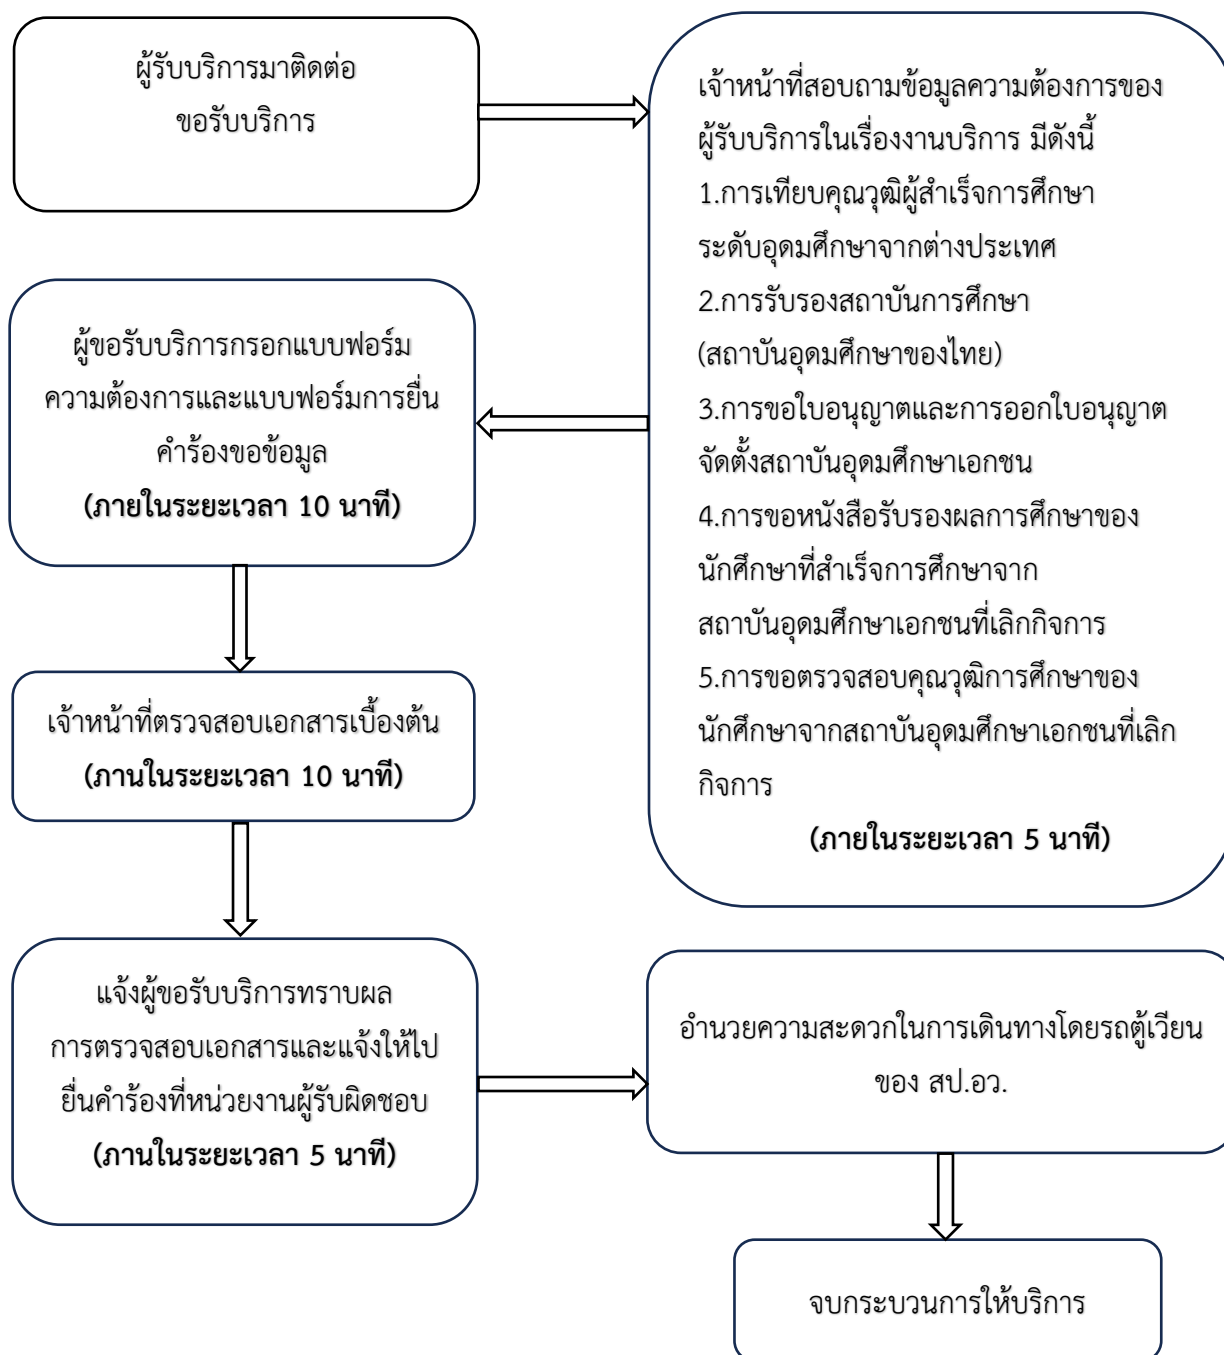 ผู้รับบริการมาติดต่อ
ขอรับบริการ
เจ้าหน้าที่สอบถามข้อมูลความต้องการของ
ผู้รับบริการในเรื่องงานบริการ มีดังนี้
1.การเทียบคุณวุฒิผู้สำเร็จการศึกษา
ระดับอุดมศึกษาจากต่างประเทศ
2.การรับรองสถาบันการศึกษา
(สถาบันอุดมศึกษาของไทย)
3.การขอใบอนุญาตและการออกใบอนุญาต
จัดตั้งสถาบันอุดมศึกษาเอกชน
4.การขอหนังสือรับรองผลการศึกษาของ
นักศึกษาที่สำเร็จการศึกษาจาก
สถาบันอุดมศึกษาเอกชนที่เลิกกิจการ
5.การขอตรวจสอบคุณวุฒิการศึกษาของ
นักศึกษาจากสถาบันอุดมศึกษาเอกชนที่เลิก
กิจการ
(ภายในระยะเวลา 5 นาที)
ผู้ขอรับบริการกรอกแบบฟอร์ม
ความต้องการและแบบฟอร์มการยื่น
คำร้องขอข้อมูล
(ภายในระยะเวลา 10 นาที)
เจ้าหน้าที่ตรวจสอบเอกสารเบื้องต้น
(ภานในระยะเวลา 10 นาที)
แจ้งผู้ขอรับบริการทราบผล
การตรวจสอบเอกสารและแจ้งให้ไป
ยื่นคำร้องที่หน่วยงานผู้รับผิดชอบ
(ภานในระยะเวลา 5 นาที)
อำนวยความสะดวกในการเดินทางโดยรถตู้เวียน
ของ สป.อว.
จบกระบวนการให้บริการ